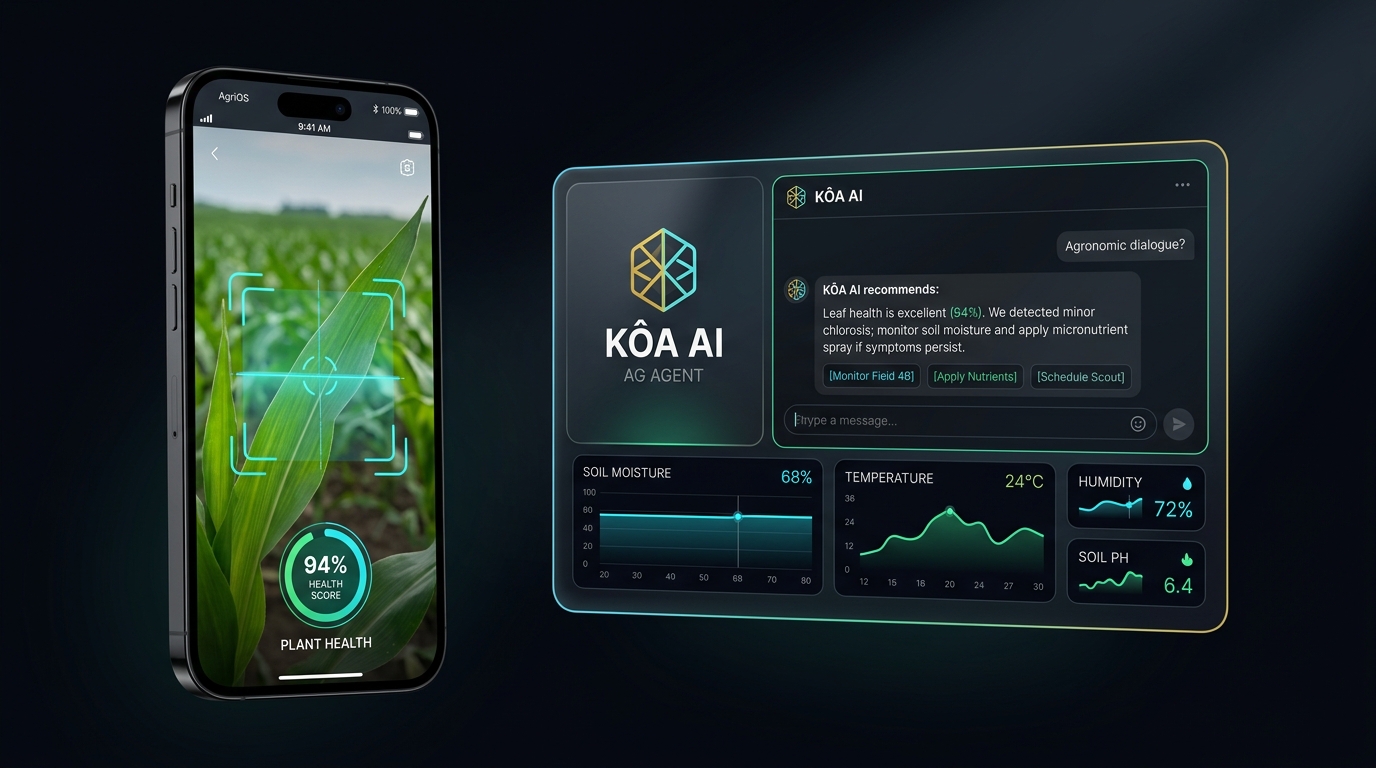 AgriOS
100%
9:41 AM
94%
HEALTH
SCORE
PLANT HEALTH
KÔA AI
AG AGENT
KÔA AI
Agronomic dialogue?
KÔA AI recommends:
Leaf health is excellent (94%). We detected minor
chlorosis; monitor soil moisture and apply micronutrient
spray if symptoms persist.
[Monitor Field 48] [Apply Nutrients] [Schedule Scout]
a message...
SOIL MOISTURE 68%
100
60
40
20
0
20 30 40 50 68 70 80
TEMPERATURE 24°C
36
24
12
0
12 15 18 20 24 27 30
HUMIDITY
72%
SOIL PH
6.4